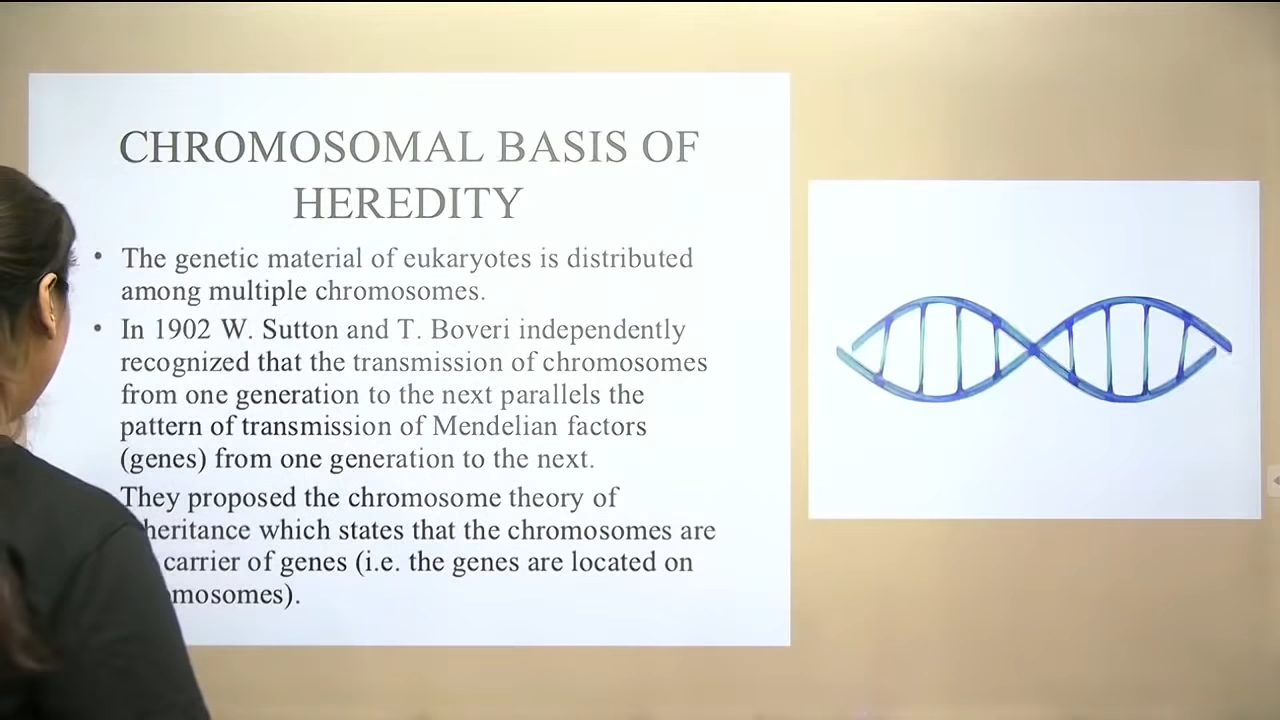 CHROMOSOMAL BASIS OF
HEREDITY
• The genetic material of eukaryotes is distributed
among multiple chromosomes.
• In 1902 W. Sutton and T. Boveri independently
recognized that the transmission of chromosomes
from one generation to the next parallels the
pattern of transmission of Mendelian factors
(genes) from one generation to the next.
They proposed the chromosome theory of
heritance which states that the chromosomes are
carrier of genes (i.e. the genes are located on
mosomes).